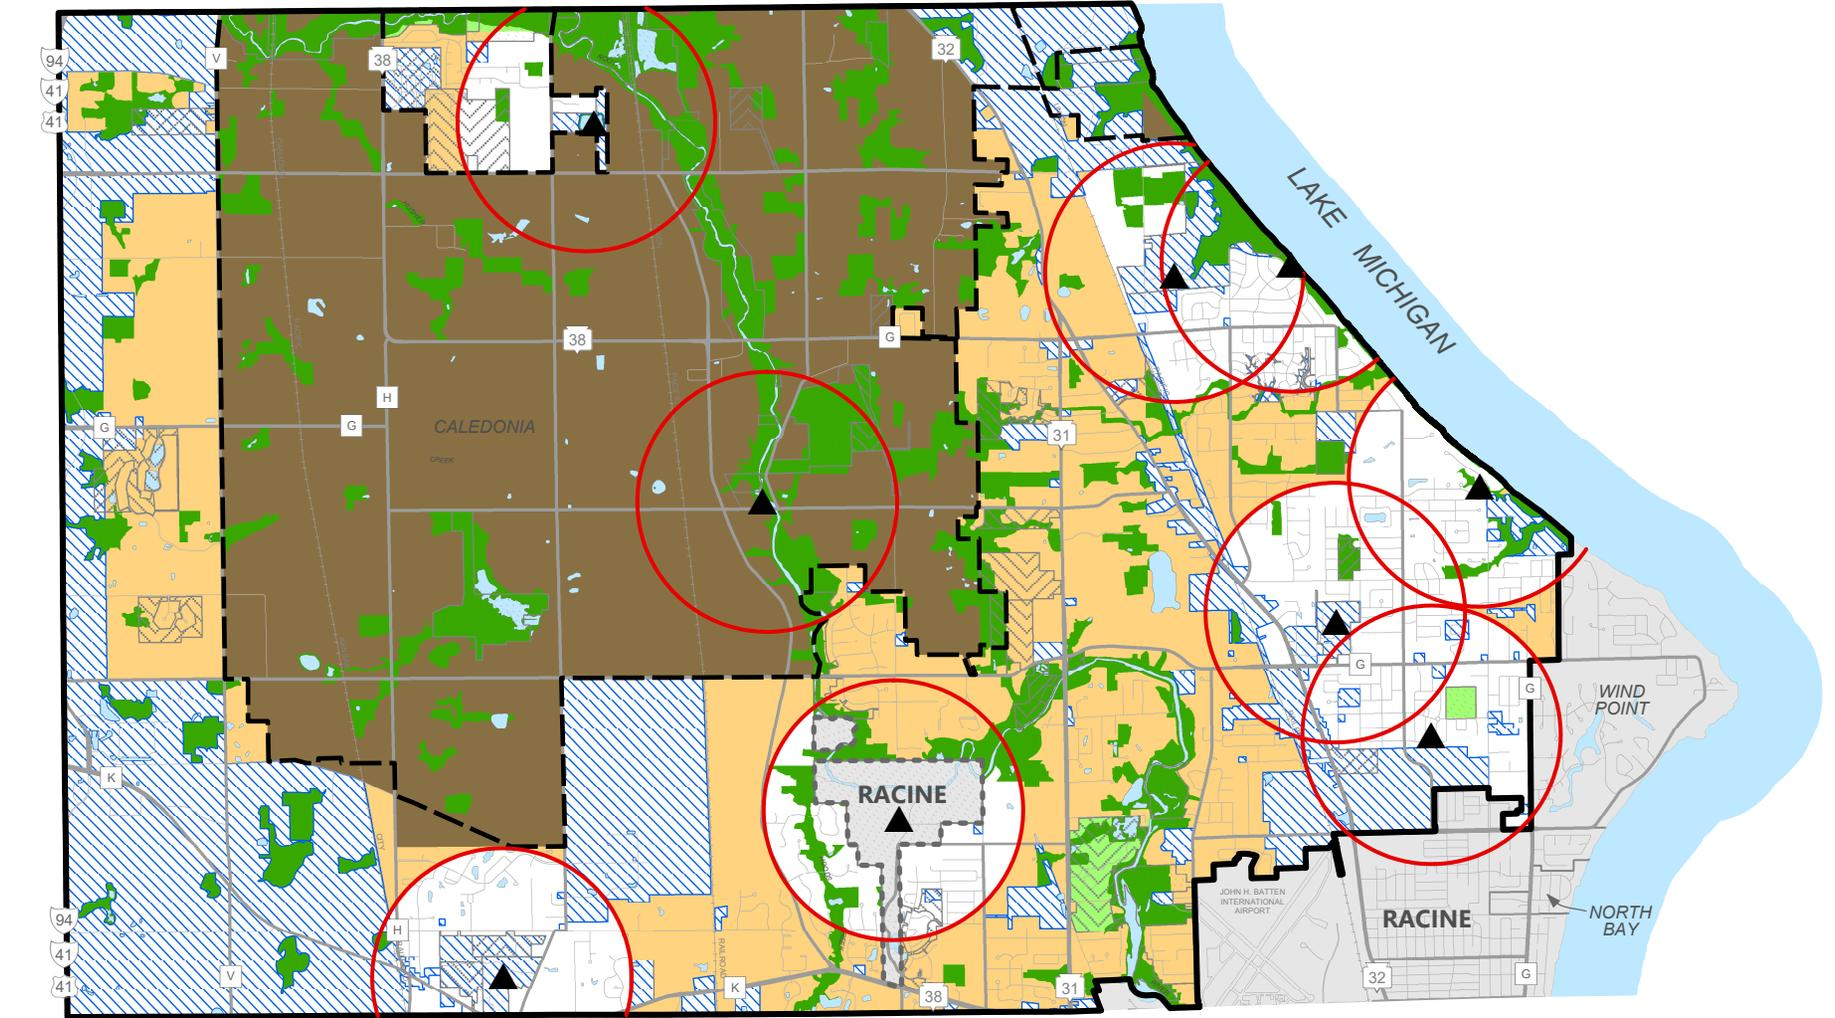 94
41
41
V
38
32
LAKE
MICHIGAN
38
G
H
G
G
CALEDONIA
CREEK
31
G
WIND
POINT
G
K
RACINE
CITY
94
41
41
H
V
K
38
31
RAILROAD
JOHN H. BATTEN
INTERNATIONAL
AIRPORT
RACINE
NORTH
BAY
32
G